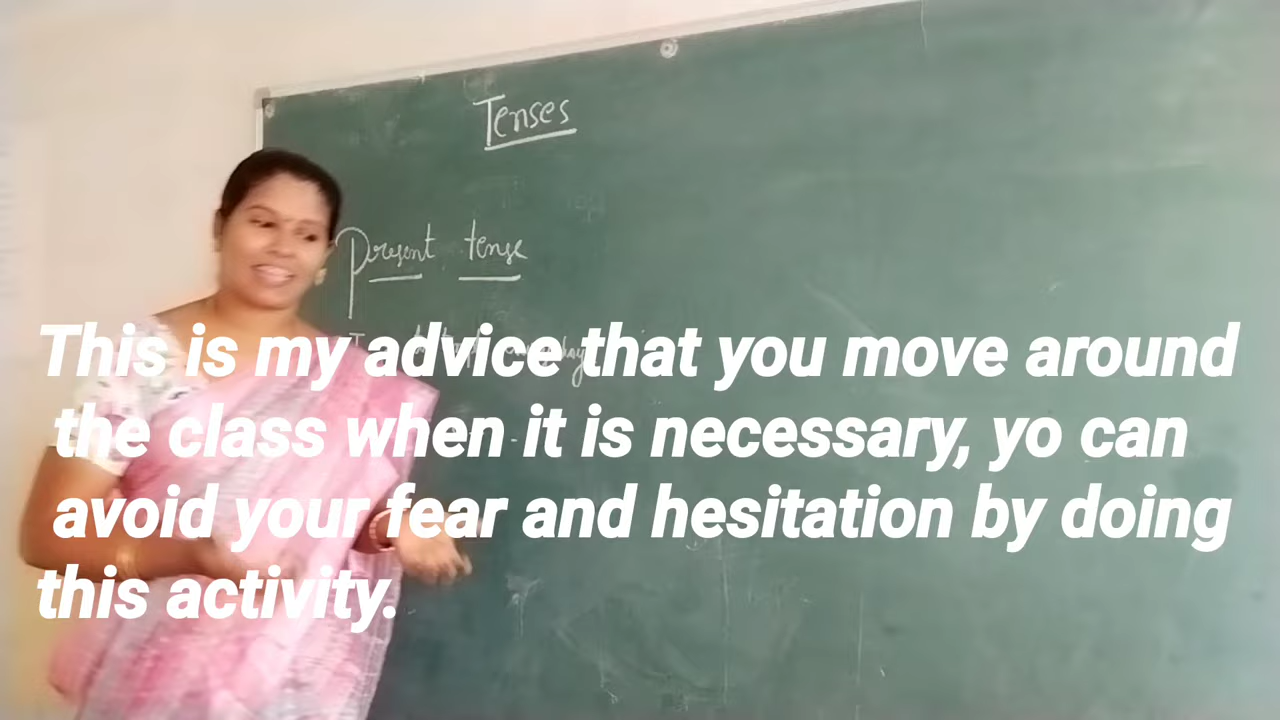 Tenses
Present tense
This is my advice that you move around
the class when it is necessary, yo can
avoid your fear and hesitation by doing
this activity.